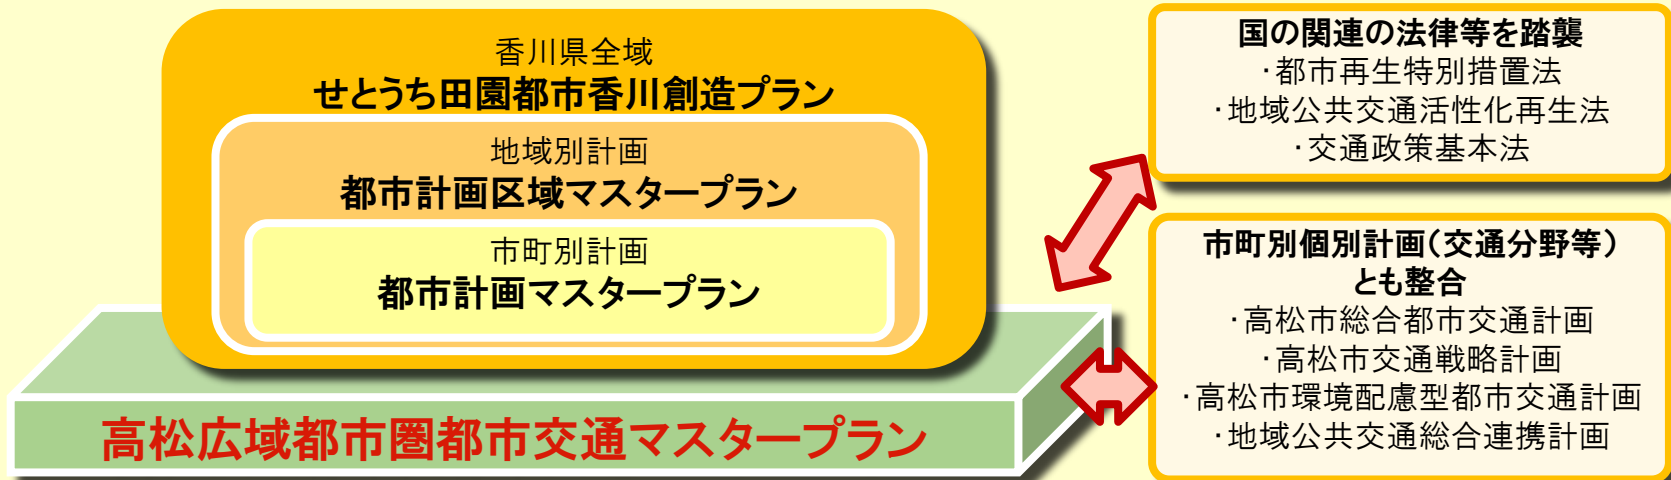 香川県全域
せとうち田園都市香川創造プラン
地域別計画
都市計画区域マスタープラン
市町別計画
都市計画マスタープラン
高松広域都市圏都市交通マスタープラン
国の関連の法律等を踏襲
・都市再生特別措置法
・地域公共交通活性化再生法
・交通政策基本法
市町別個別計画（交通分野等）
とも整合
・高松市総合都市交通計画
・高松市交通戦略計画
・高松市環境配慮型都市交通計画
・地域公共交通総合連携計画